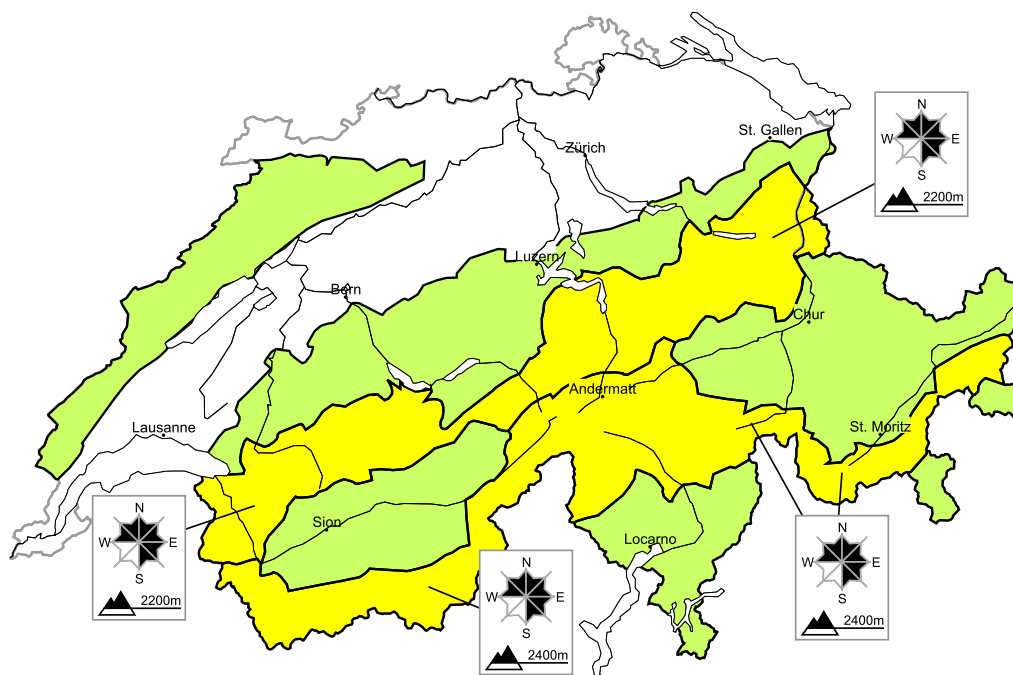 St. Gallen
Zürich
N
W E
S
2200m
Luzern
Bern
Chur
Andermatt
Lausanne
St. Moritz
N
W E
S
2200m
Sion
Locarno
N
W E
S
2400m
N
W E
S
2400m